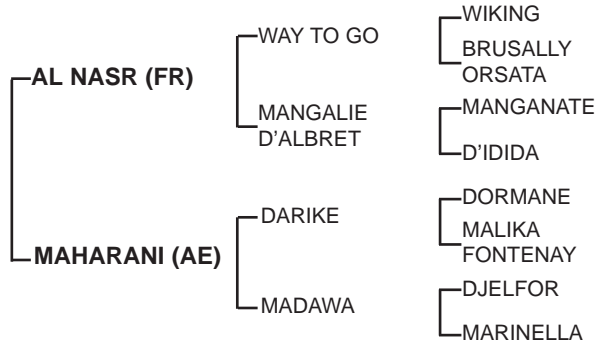 WIKING
WAY TO GO
BRUSALLY
ORSATA
AL NASR (FR)
MANGALIE
D'ALBRET
MANGANATE
D'IDIDA
DORMANE
DARIKE
MALIKA
FONTENAY
MAHARANI (AE)
DJELFOR
MADAWA
MARINELLA